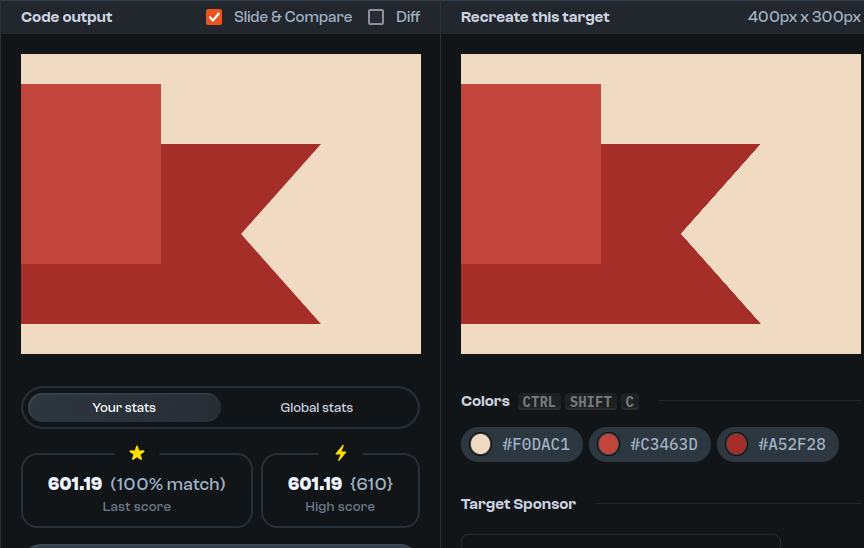 Code output Slide & Compare Diff Recreate this target 400px x 300px
Colors CTRL SHIFT C
Your stats Global stats
#F0DAC1 #C3463D #A52F28
601.19 (100% match) 601.19 {610}
Last score High score
Target Sponsor